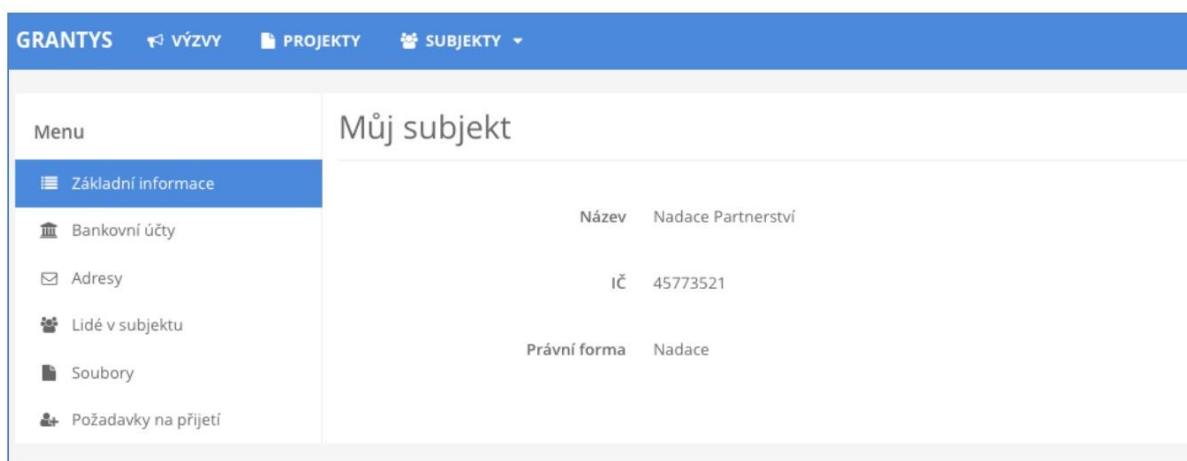 GRANTYS VÝZVY PROJEKTY SUBJEKTY
Menu
Základní informace
Bankovní účty
Adresy
Lidé v subjektu
Soubory
Požadavky na přijetí
Můj subjekt
Název Nadace Partnerství
IČ 45773521
Právní forma Nadace